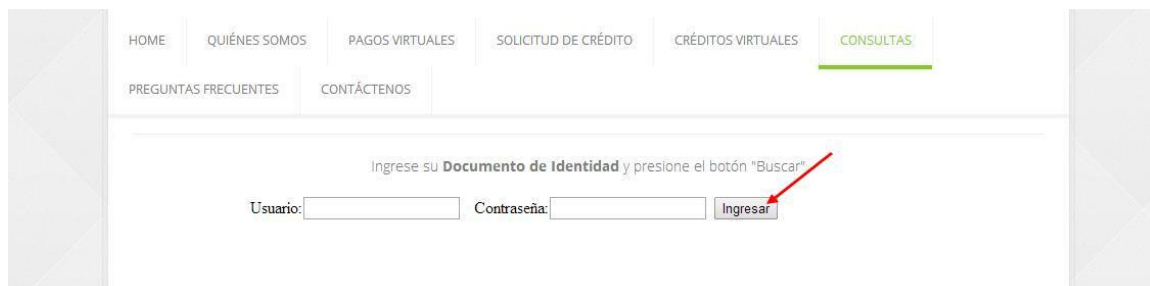 HOME QUIÉNES SOMOS PAGOS VIRTUALES SOLICITUD DE CRÉDITO CRÉDITOS VIRTUALES CONSULTAS
PREGUNTAS FRECUENTES CONTÁCTENOS
Ingrese su Documento de Identidad y presione el botón "Buscar"
Usuario: Contraseña: Ingresar